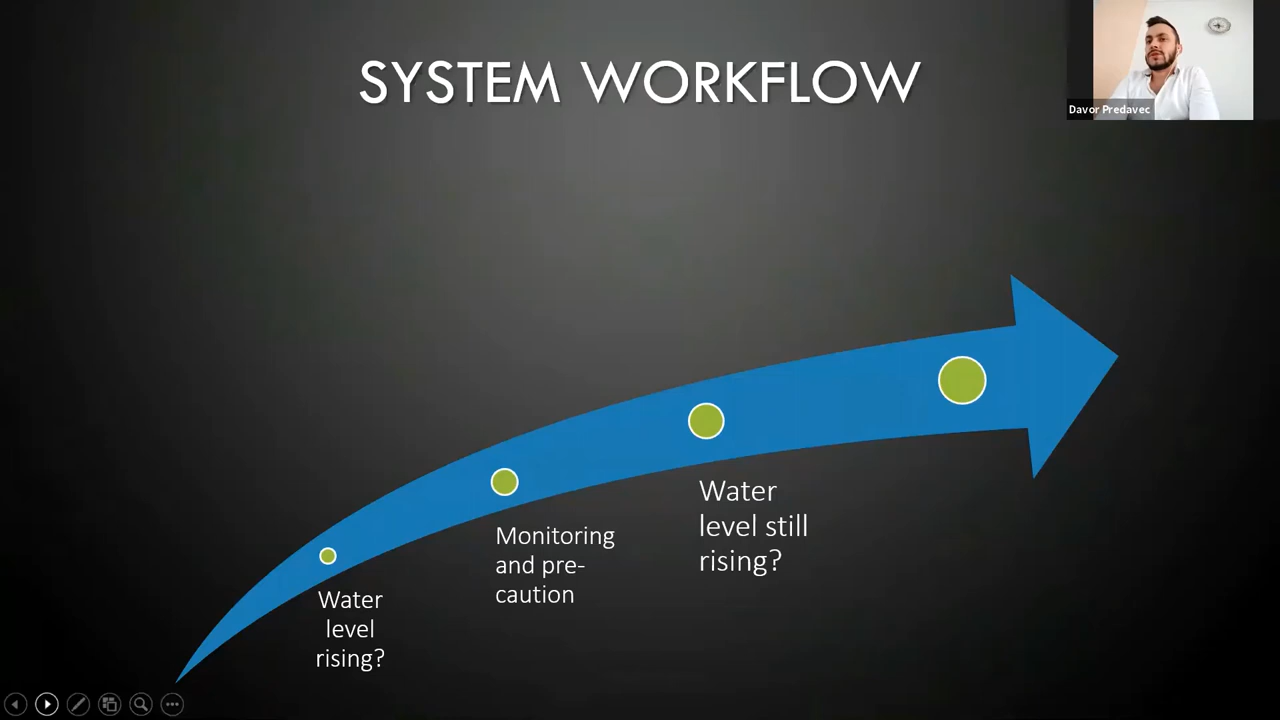 SYSTEM WORKFLOW
Davor Predavec
Water
level
rising?
Monitoring
and pre-
caution
Water
level still
rising?